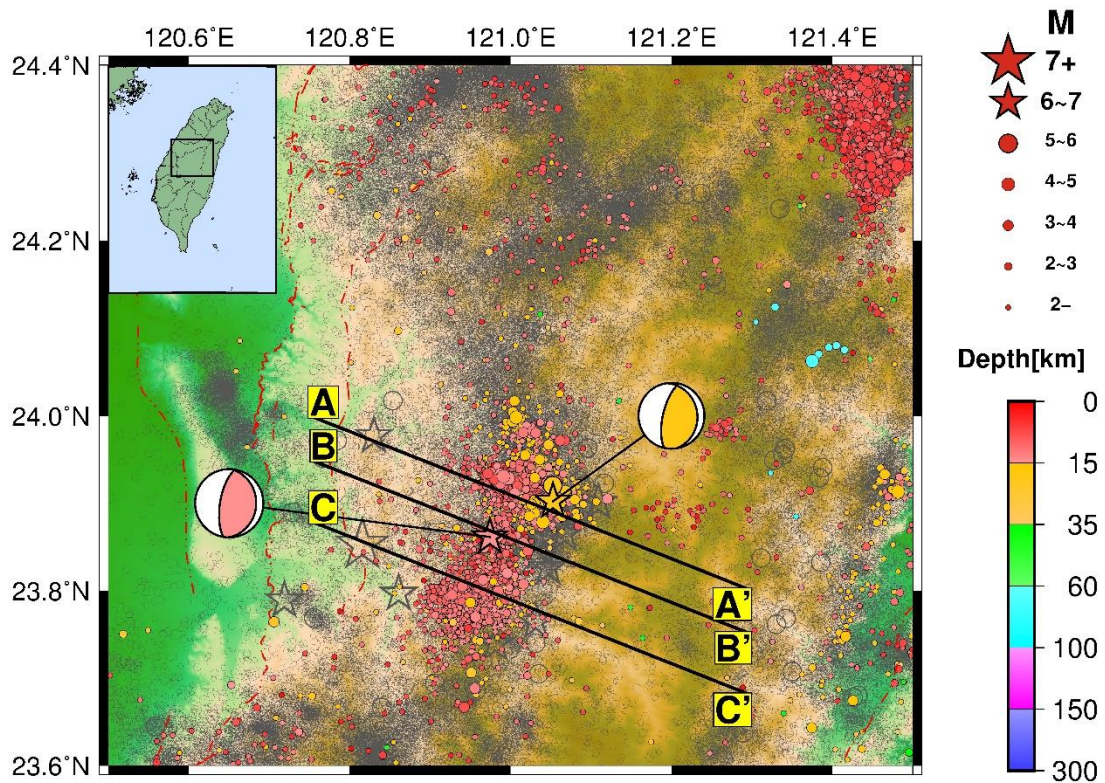 120.6˚E 120.8˚E 121.0˚E 121.2˚E 121.4˚E
24.4˚N
24.2˚N
24.0˚N
23.8˚N
23.6˚N
A
B
C
A'
B'
C'
M
7+
6~7
5~6
4~5
3~4
2~3
2−
Depth[km]
0
15
35
60
100
150
300